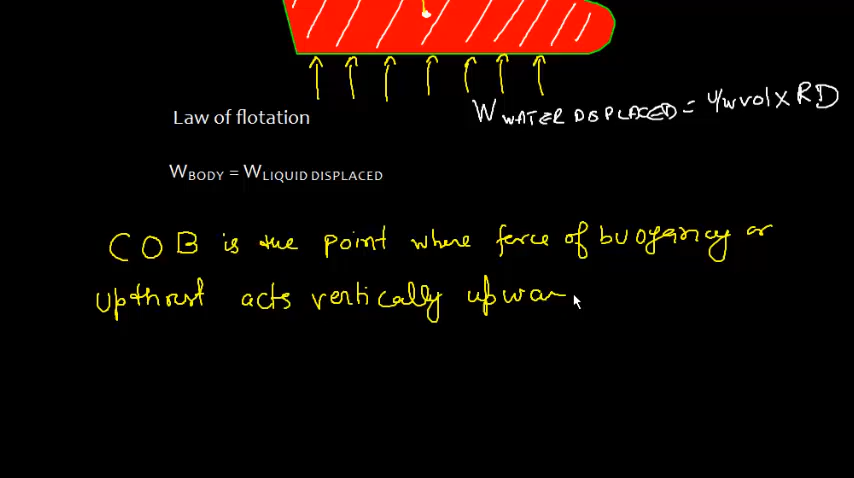 W WATER DISPLACED = u/w vol x RD
Law of flotation
WBODY = WLIQUID DISPLACED
COB is the point where force of buoyancy or
upthrust acts vertically upwar